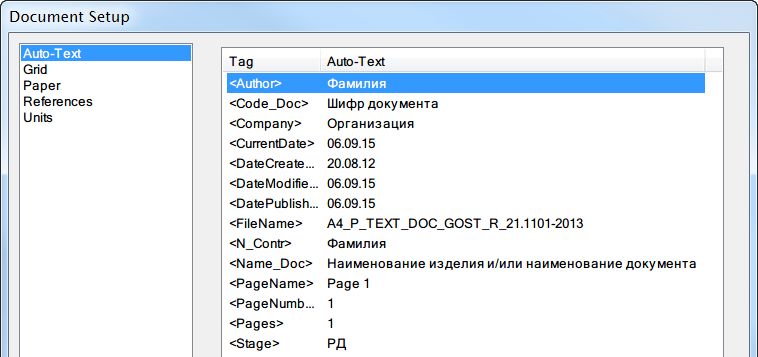 Document Setup
Auto-Text
Grid
Paper
References
Units
Tag Auto-Text
<Author> Фамилия
<Code_Doc> Шифр документа
<Company> Организация
<CurrentDate> 06.09.15
<DateCreate... 20.08.12
<DateModifie... 06.09.15
<DatePublish... 06.09.15
<FileName> A4_P_TEXT_DOC_GOST_R_21.1101-2013
<N_Contr> Фамилия
<Name_Doc> Наименование изделия и/или наименование документа
<PageName> Page 1
<PageNumb... 1
<Pages> 1
<Stage> РД